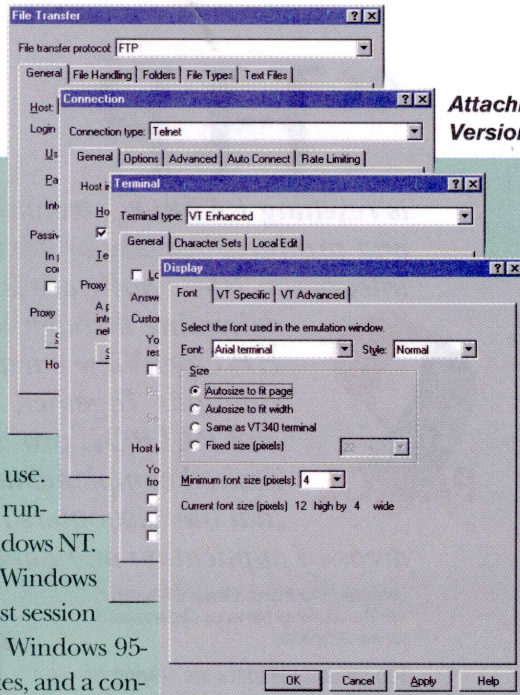 File Transfer
File transfer protocol: FTP
General File Handling Folders File Types Text Files
Host
Login
Connection
Connection type: Telnet
General Options Advanced Auto Connect Rate Limiting
Terminal
Terminal type: VT Enhanced
General Character Sets Local Edit
Display
Font VT Specific VT Advanced
Select the font used in the emulation window.
Font: Arial terminal Style: Normal
Size
Autosize to fit page
Autosize to fit width
Same as VT340 terminal
Fixed size (pixels) 22
Minimum font size (pixels): 4
Current font size (pixels) 12 high by 4 wide
OK Cancel Apply Help
Proxy
Proxy
Host
Version
use.
run-
dows NT.
Windows
st session
Windows 95-
tes, and a con-